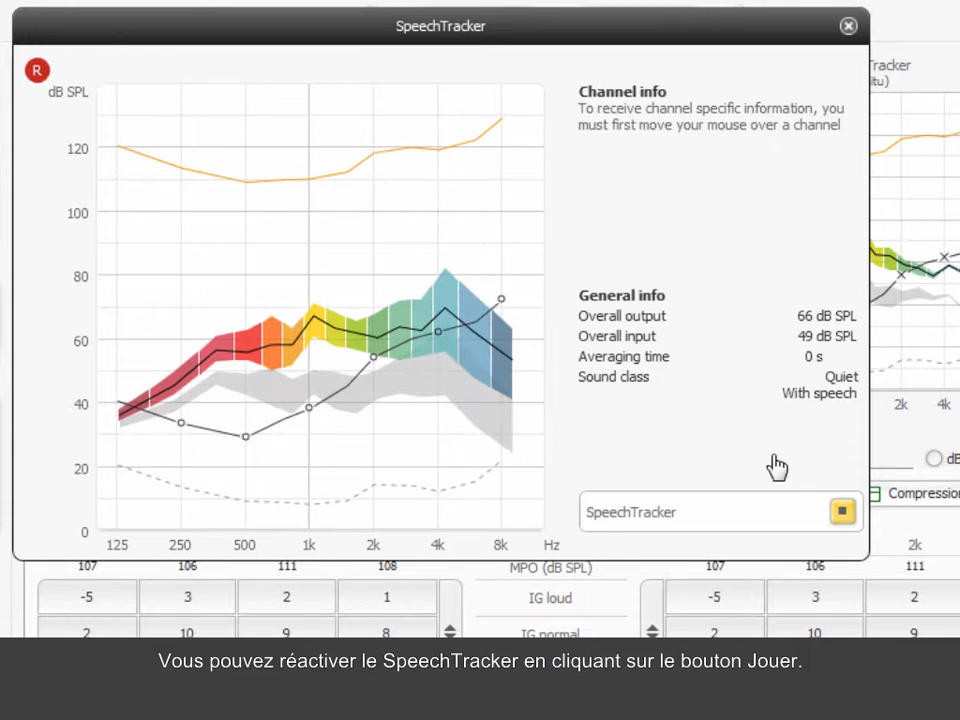 SpeechTracker
R
dB SPL
120
100
80
60
40
20
0
125 250 500 1k 2k 4k 8k Hz
Channel info
To receive channel specific information, you
must first move your mouse over a channel
General info
Overall output 66 dB SPL
Overall input 49 dB SPL
Averaging time 0 s
Sound class Quiet
With speech
SpeechTracker
2k 4k
Compression
2k
107 106 111 108 MPO (dB SPL) 107 106 111
-5 3 2 1 IG loud -5 3 2
2 10 9 8 IG normal 2 10 9
Vous pouvez réactiver le SpeechTracker en cliquant sur le bouton Jouer.